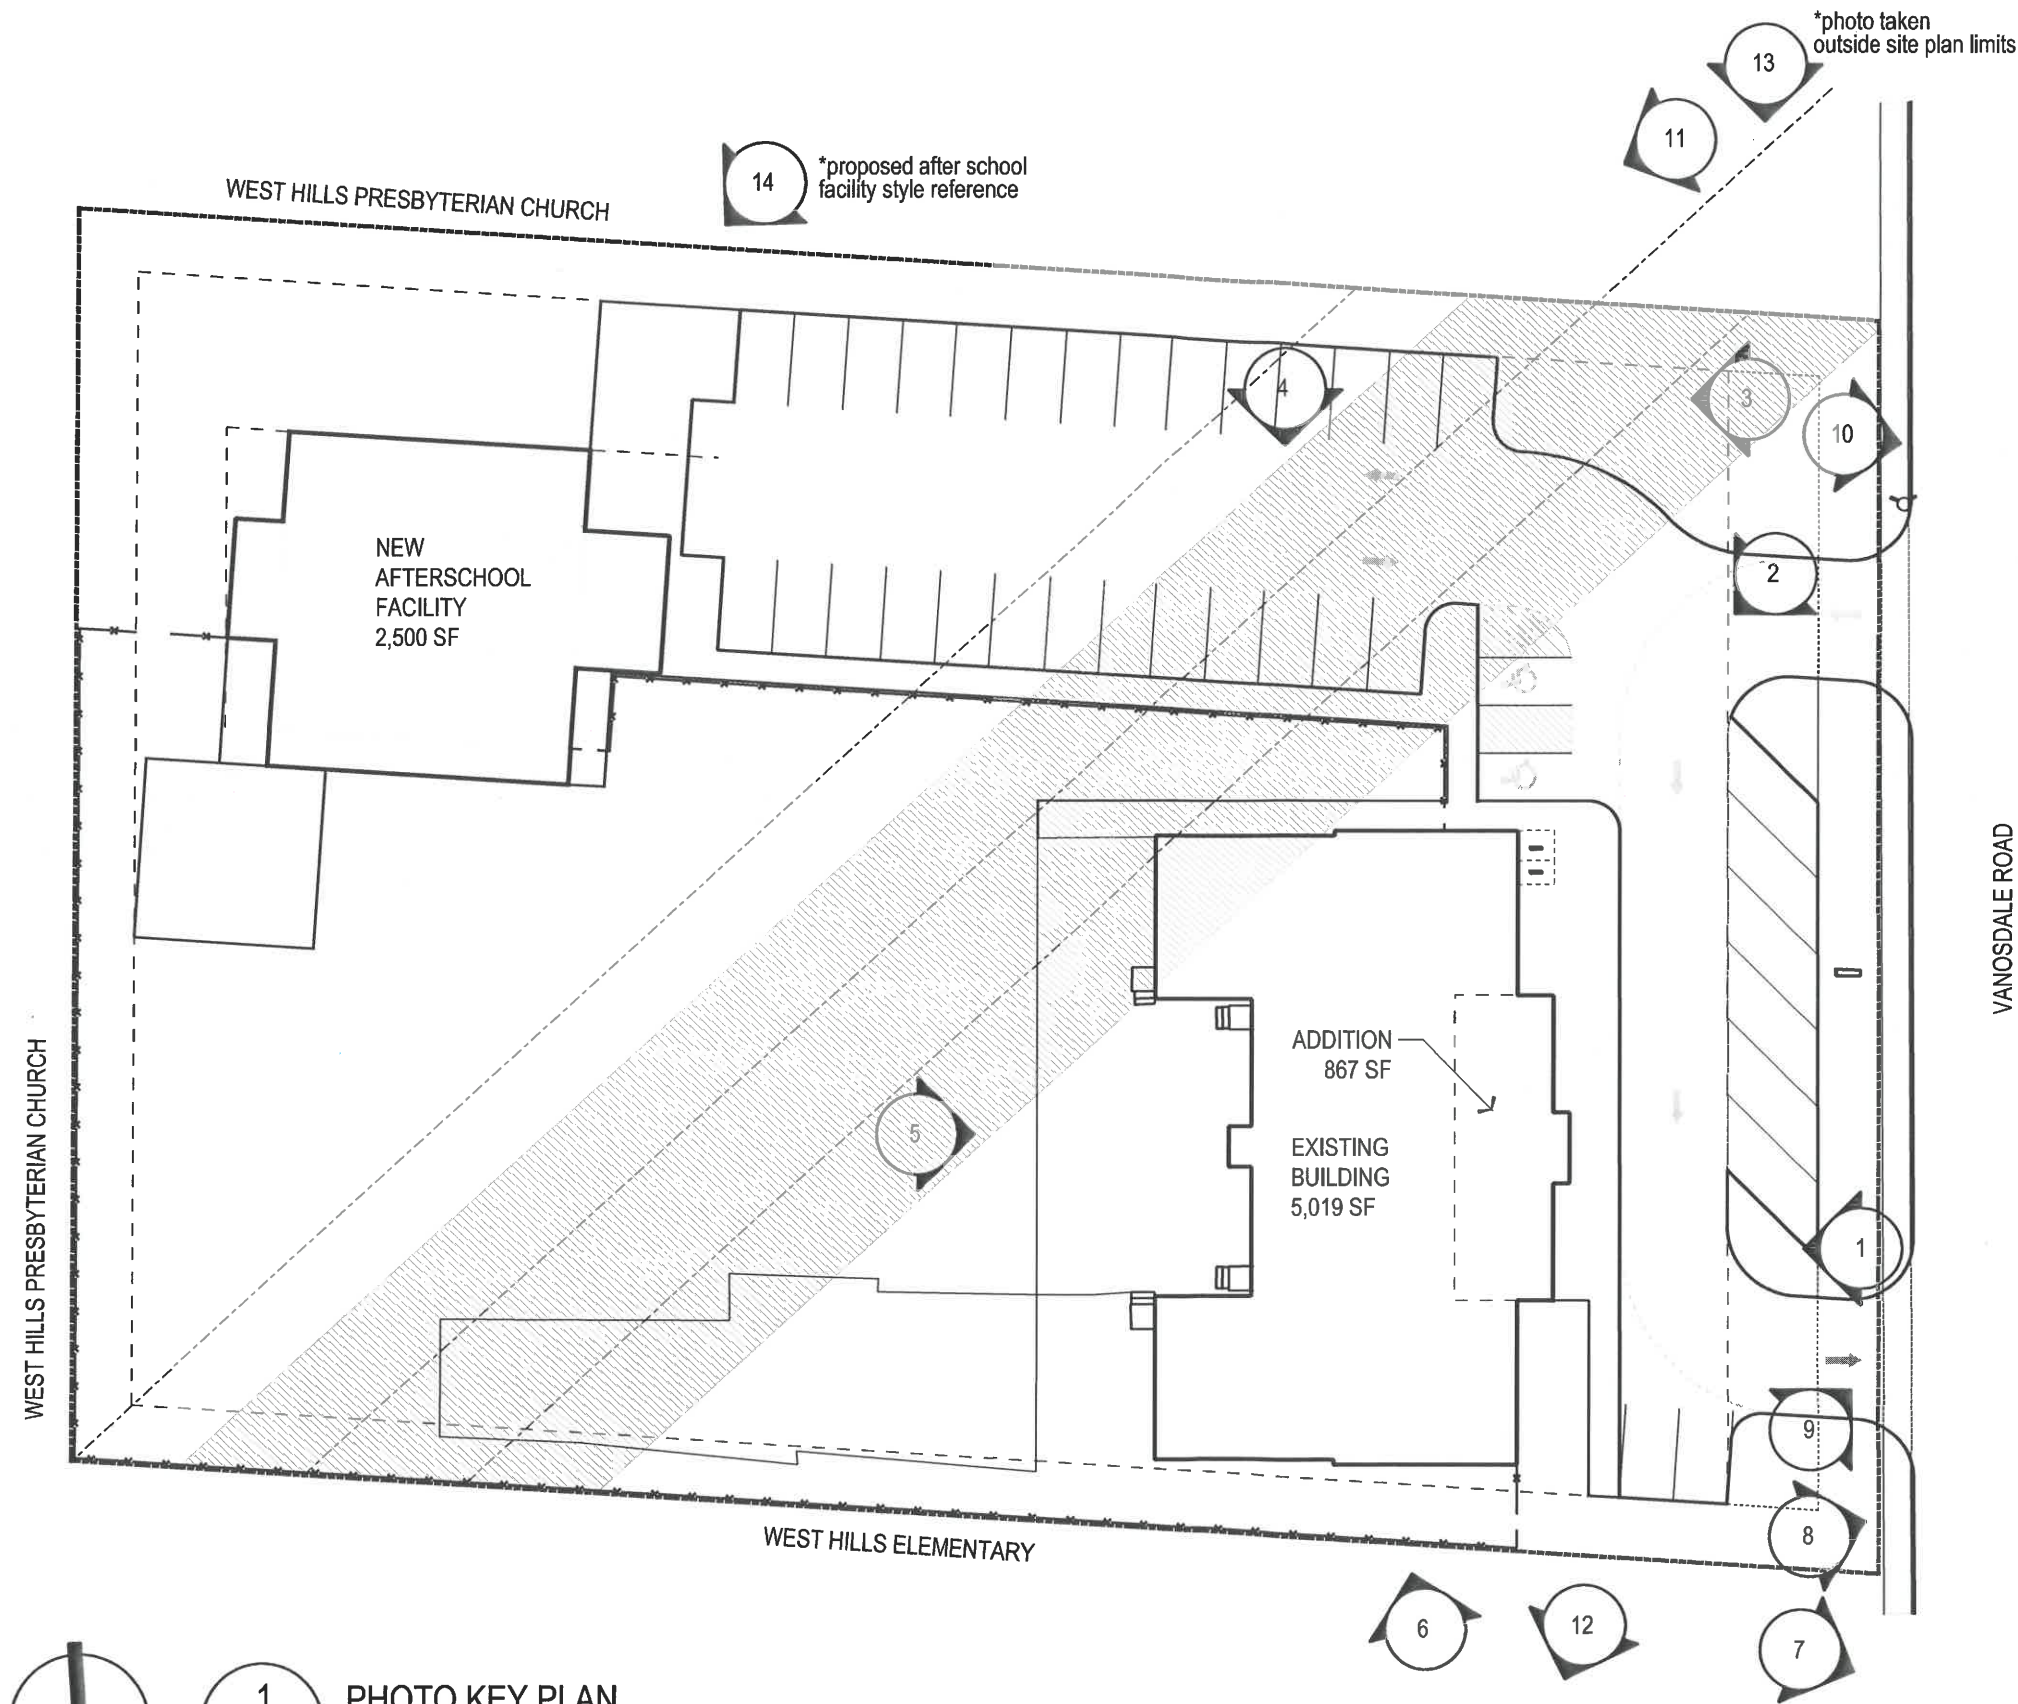 *photo taken
outside site plan limits
13
11
14
*proposed after school
facility style reference
WEST HILLS PRESBYTERIAN CHURCH
4
3
10
2
NEW
AFTERSCHOOL
FACILITY
2,500 SF
VANOSDALE ROAD
ADDITION
867 SF
WEST HILLS PRESBYTERIAN CHURCH
5
EXISTING
BUILDING
5,019 SF
1
9
8
WEST HILLS ELEMENTARY
6
12
7
1
PHOTO KEY PLAN